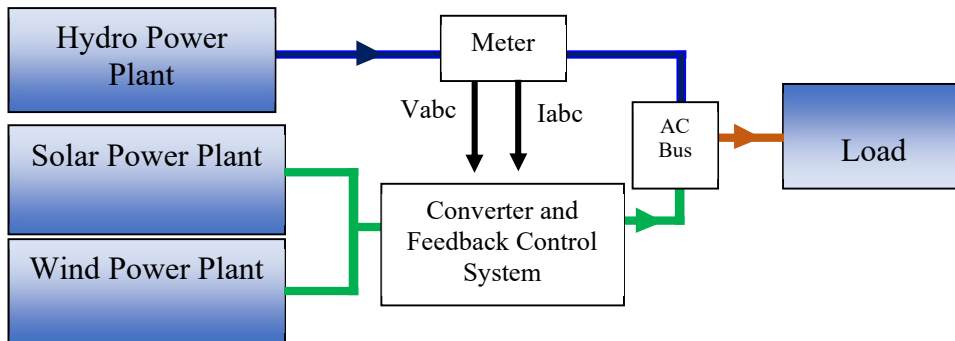 Hydro Power
Plant
Meter
Vabc
Iabc
AC
Bus
Load
Solar Power Plant
Converter and
Feedback Control
System
Wind Power Plant